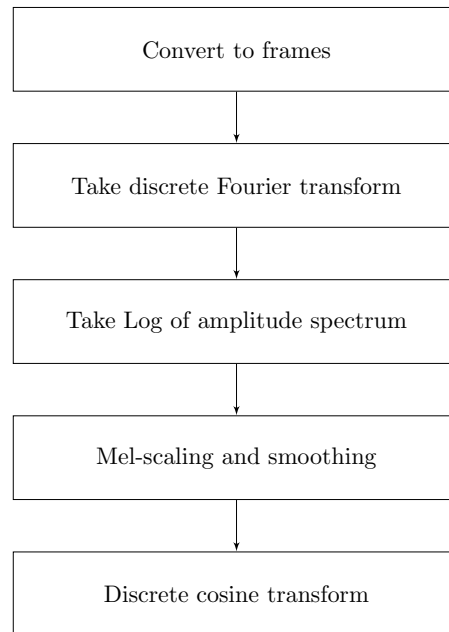 Convert to frames
Take discrete Fourier transform
Take Log of amplitude spectrum
Mel-scaling and smoothing
Discrete cosine transform